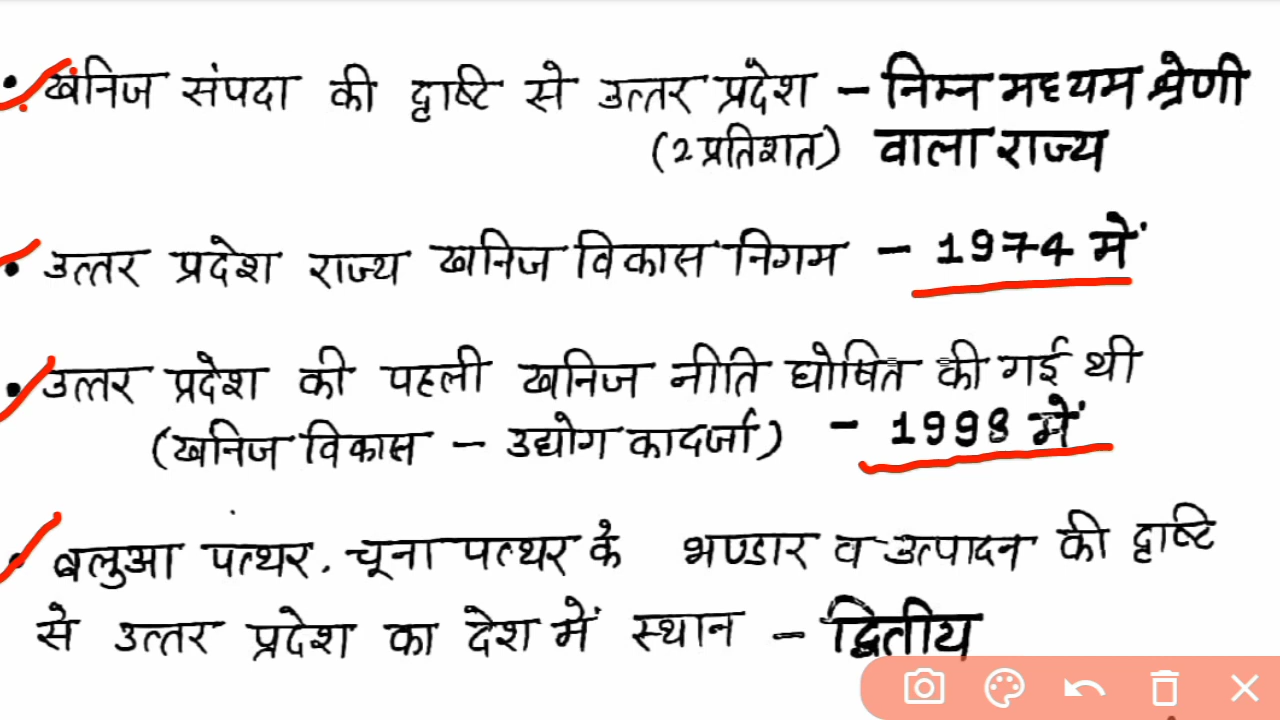 • खनिज संपदा की दृष्टि से उत्तर प्रदेश – निम्न मध्यम श्रेणी
(2 प्रतिशत) वाला राज्य
• उत्तर प्रदेश राज्य खनिज विकास निगम – 1974 में
• उत्तर प्रदेश की पहली खनिज नीति घोषित की गई थी
(खनिज विकास – उद्योग का दर्जा) – 1998 में
• बलुआ पत्थर. चूना पत्थर के भण्डार व उत्पादन की दृष्टि
से उत्तर प्रदेश का देश में स्थान – द्वितीय